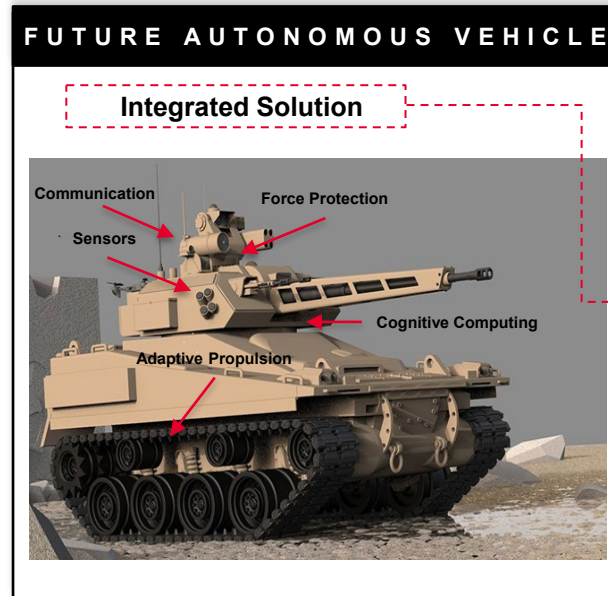 FUTURE AUTONOMOUS VEHICLE
Integrated Solution
Communication
Force Protection
Sensors
Cognitive Computing
Adaptive Propulsion